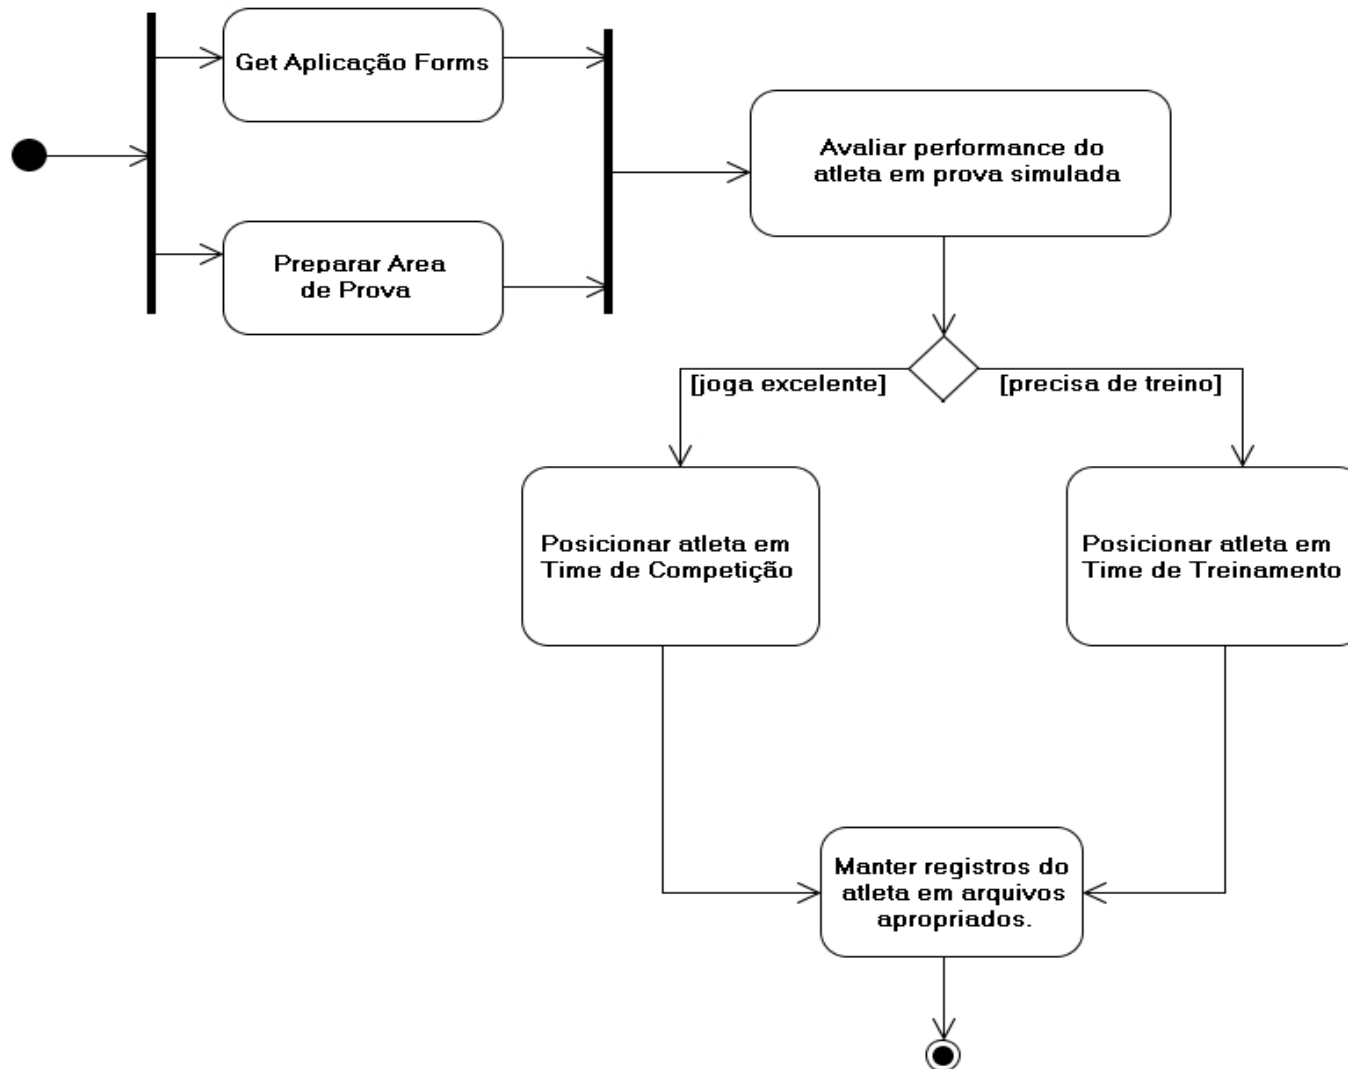 Get Aplicação Forms
Preparar Area
de Prova
Avaliar performance do
atleta em prova simulada
[joga excelente]
[precisa de treino]
Posicionar atleta em
Time de Competição
Posicionar atleta em
Time de Treinamento
Manter registros do
atleta em arquivos
apropriados.